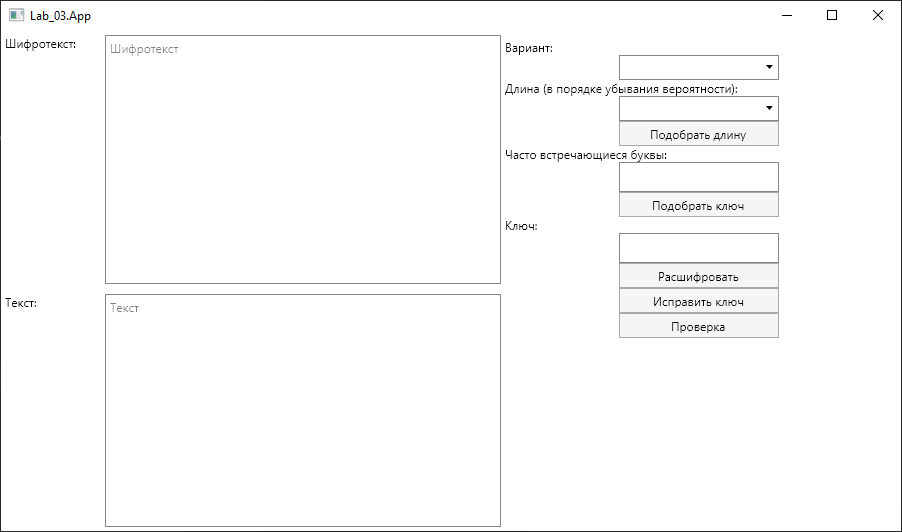 Lab_03.App
Шифротекст:
Шифротекст
Вариант:
Длина (в порядке убывания вероятности):
Подобрать длину
Часто встречающиеся буквы:
Подобрать ключ
Ключ:
Расшифровать
Исправить ключ
Проверка
Текст:
Текст